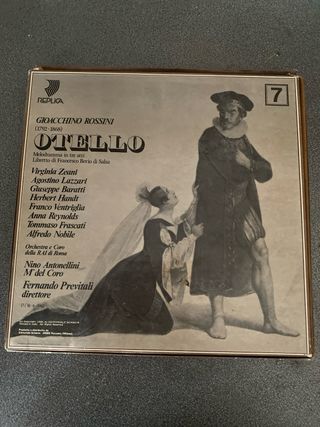 REPLICA
7
GIOACCHINO ROSSINI
(1792-1868)
OTELLO
Melodramma in tre atti
Libretto di Francesco Berio di Salsa
Virginia Zeani
Agostino Lazzari
Giuseppe Baratti
Herbert Handt
Franco Ventriglia
Anna Reynolds
Tommaso Frascati
Alfredo Nobile
Orchestra e Coro
della RAI di Roma
Nino Antonellini
M° del Coro
Fernando Previtali
direttore